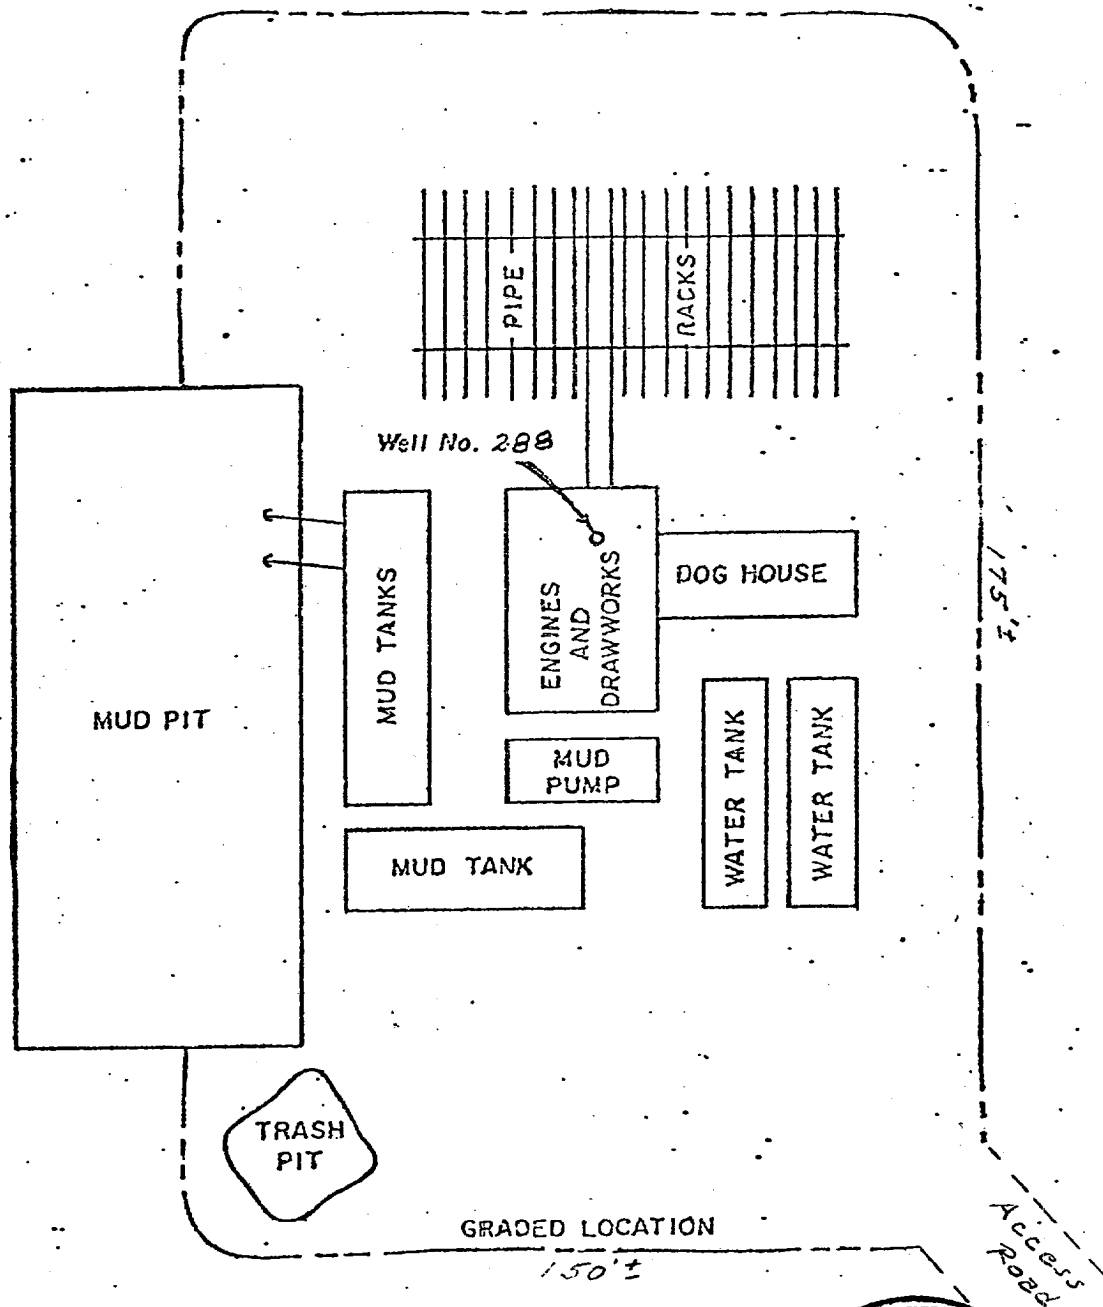 PIPE
RACKS
Well No. 288
MUD PIT
MUD TANKS
ENGINES
AND
DRAWWORKS
DOG HOUSE
175'±
MUD
PUMP
WATER TANK
WATER TANK
MUD TANK
TRASH
PIT
GRADED LOCATION
150'±
Access
Road